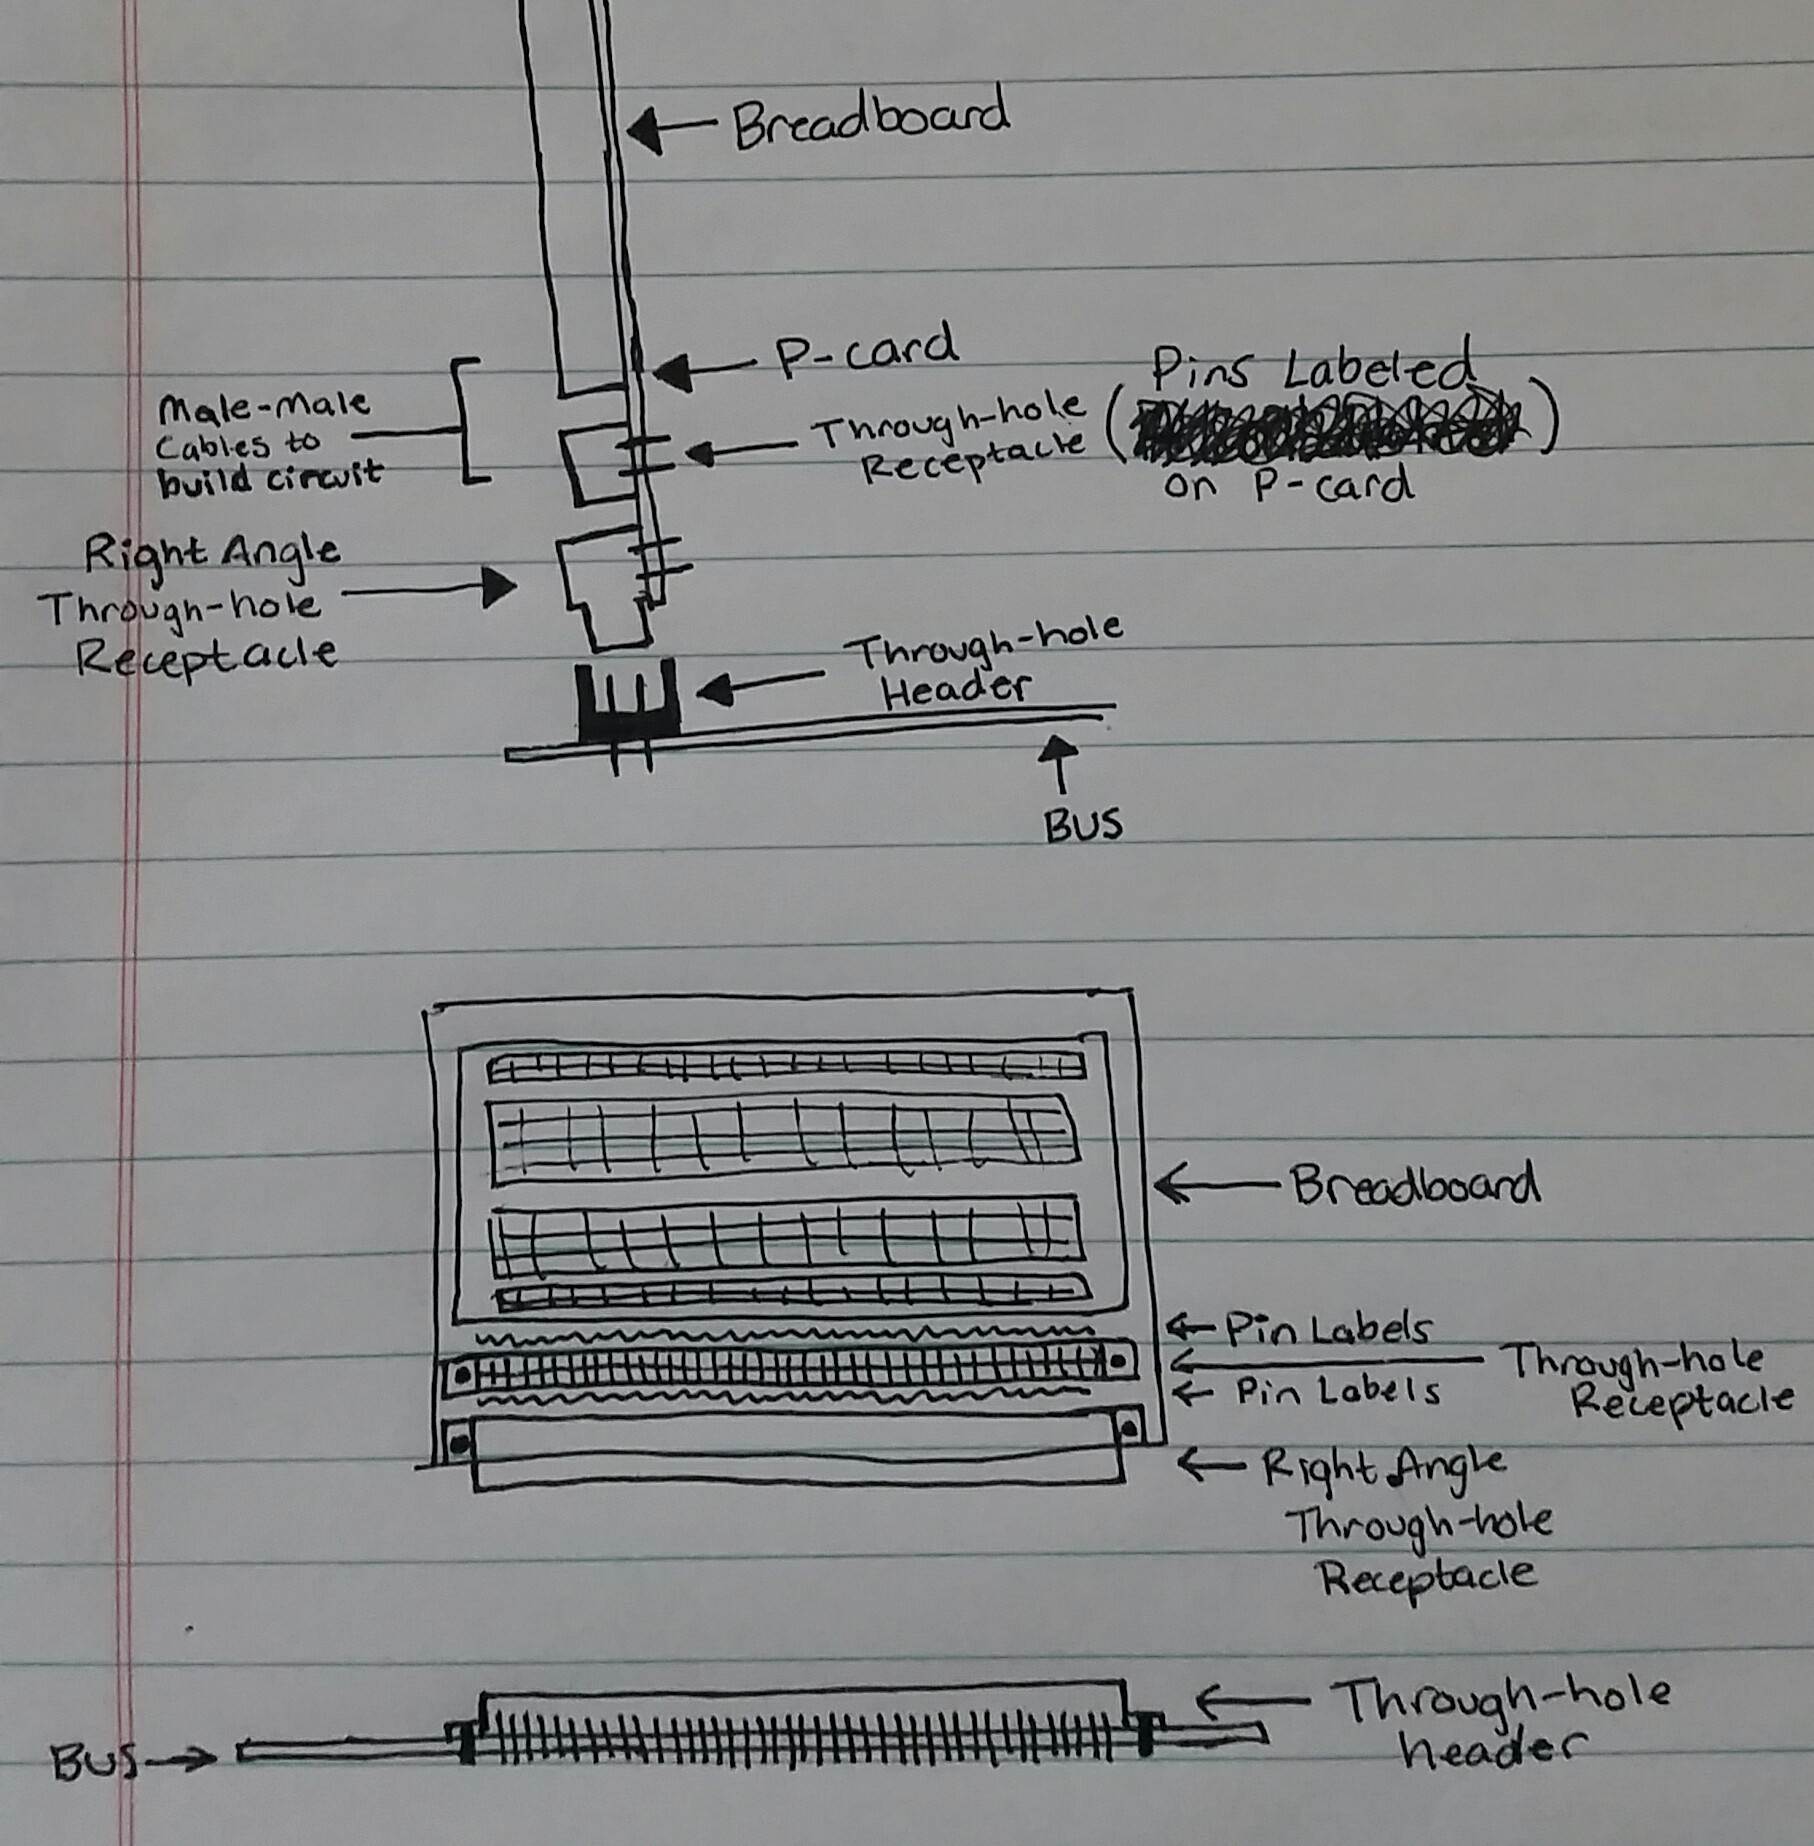 Breadboard
P-card
Pins Labeled
on P-card
Through-hole
Receptacle
Male-Male
Cables to
build circuit
Right Angle
Through-hole
Receptacle
Through-hole
Header
BUS
Breadboard
Pin Labels
Through-hole
Receptacle
Pin Labels
Right Angle
Through-hole
Receptacle
Through-hole
header
BUS